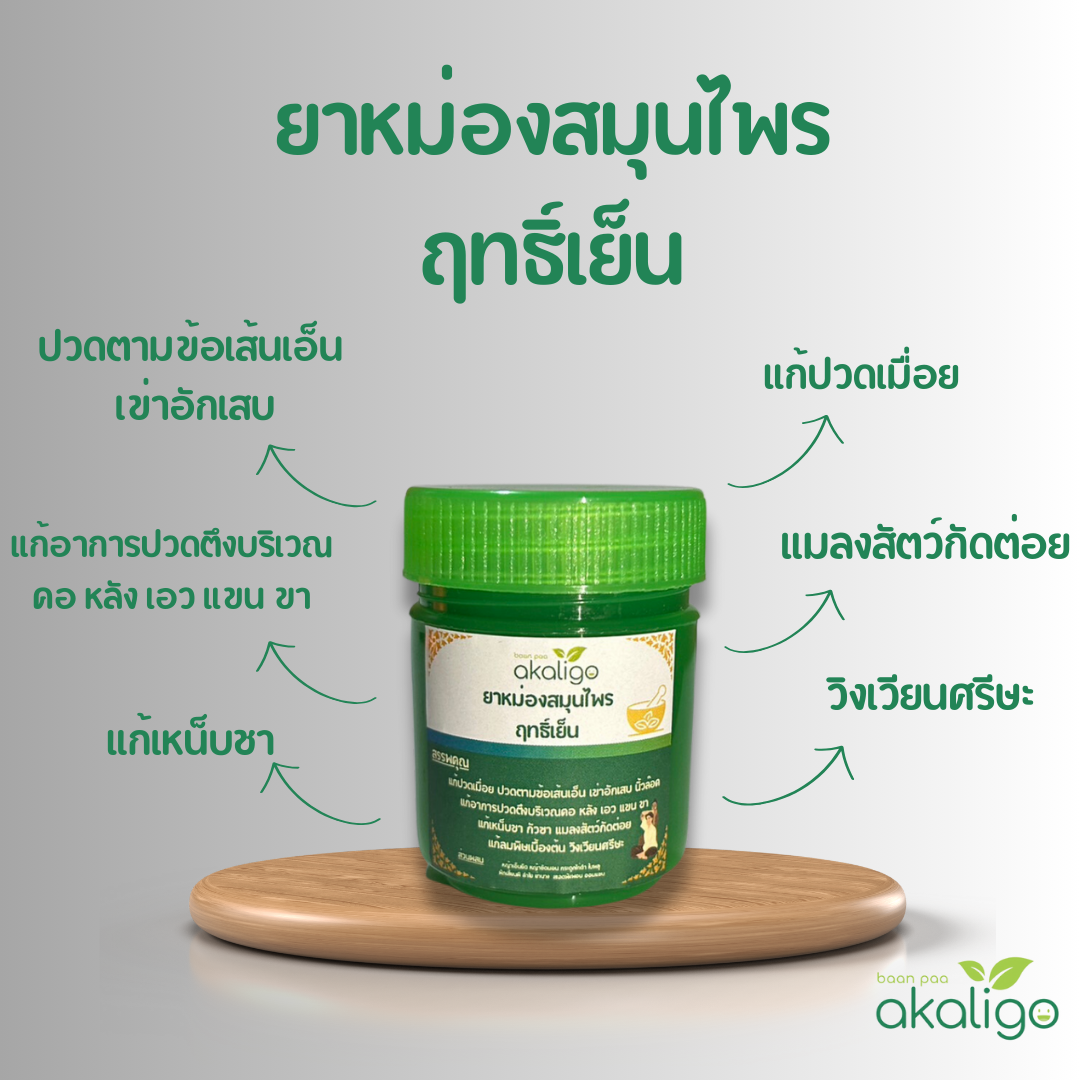 ยาหม่องสมุนไพร
ฤทธิ์เย็น
ปวดตามข้อเส้นเอ็น
เข่าอักเสบ
แก้ปวดเมื่อย
แก้อาการปวดตึงบริเวณ
คอ หลัง เอว แขน ขา
แมลงสัตว์กัดต่อย
แก้เหน็บชา
วิงเวียนศรีษะ
baan paa
akaligo
ยาหม่องสมุนไพร
ฤทธิ์เย็น
สรรพคุณ
แก้ปวดเมื่อย ปวดตามข้อเส้นเอ็น เข่าอักเสบ นิ้วล๊อค
แก้อาการปวดตึงบริเวณคอ หลัง เอว แขน ขา
แก้เหน็บชา กัวซา แมลงสัตว์กัดต่อย
แก้ลมพิษเบื้องต้น วิงเวียนศรีษะ
ส่วนผสม
baan paa
akaligo